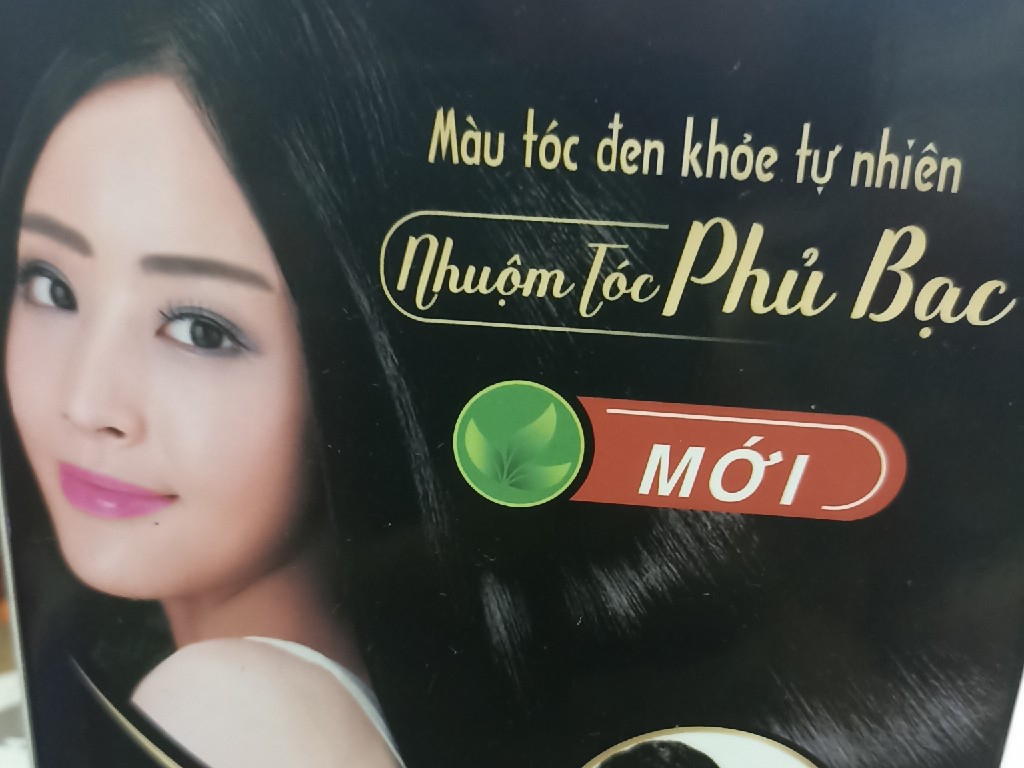 Màu tóc đen khỏe tự nhiên
Nhuộm Tóc Phủ Bạc
MỚI